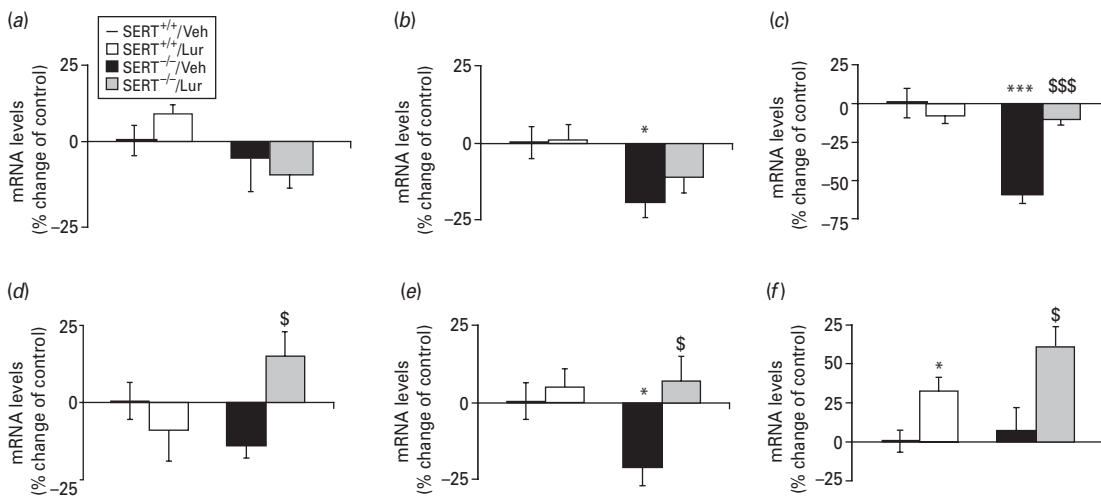 (a)
SERT+/+/Veh
SERT+/+/Lur
SERT−/−/Veh
SERT−/−/Lur
mRNA levels
(% change of control)
25
0
−25
(b)
mRNA levels
(% change of control)
25
0
−25
*
(c)
mRNA levels
(% change of control)
25
0
−25
−50
−75
***
$$$
(d)
mRNA levels
(% change of control)
25
0
−25
$
(e)
mRNA levels
(% change of control)
25
0
−25
*
$
(f)
mRNA levels
(% change of control)
75
50
25
0
−25
*
$